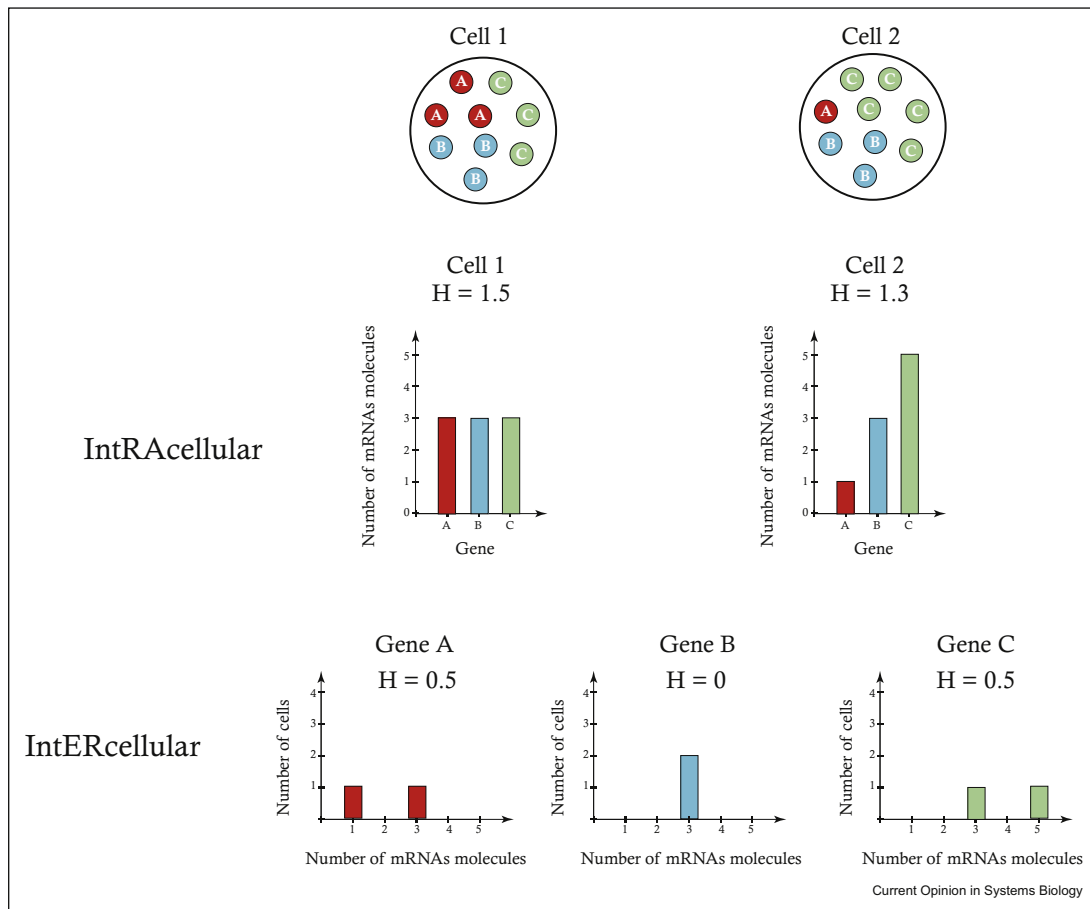 Cell 1
Cell 2
A C
A A C
B B C
B
C C
A C C
B B C
B
Cell 1
H = 1.5
Cell 2
H = 1.3
IntRAcellular
Number of mRNAs molecules
5
4
3
2
1
0
A B C
Gene
Number of mRNAs molecules
5
4
3
2
1
0
A B C
Gene
IntERcellular
Gene A
H = 0.5
Number of cells
4
3
2
1
1 2 3 4 5
Number of mRNAs molecules
Gene B
H = 0
Number of cells
4
3
2
1
1 2 3 4 5
Number of mRNAs molecules
Gene C
H = 0.5
Number of cells
4
3
2
1
1 2 3 4 5
Number of mRNAs molecules
Current Opinion in Systems Biology